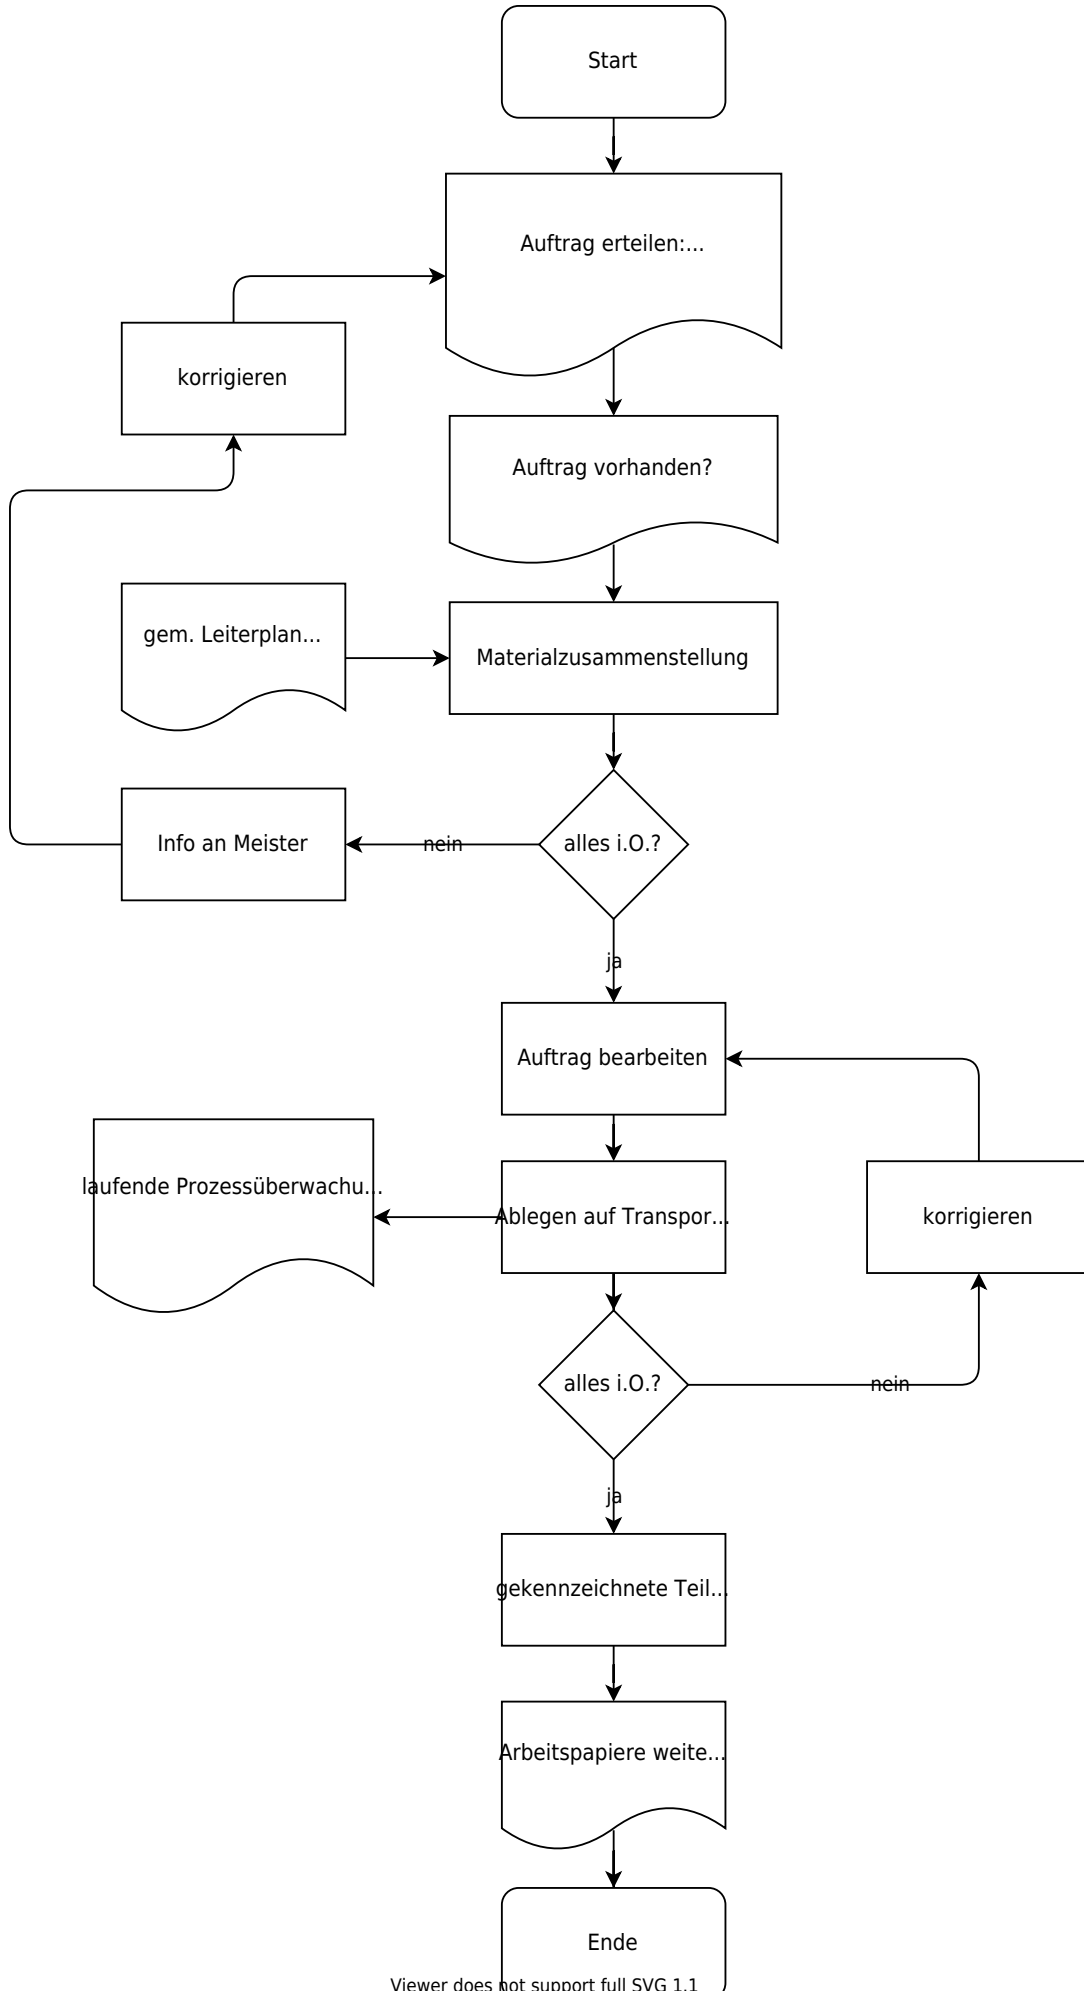 Start
Auftrag erteilen:...
korrigieren
Auftrag vorhanden?
gem. Leiterplan...
Materialzusammenstellung
Info an Meister
nein
alles i.O.?
ja
Auftrag bearbeiten
laufende Prozessüberwachu...
Ablegen auf Transpor...
korrigieren
alles i.O.?
nein
ja
gekennzeichnete Teil...
Arbeitspapiere weite...
Ende
Viewer does not support full SVG 1.1